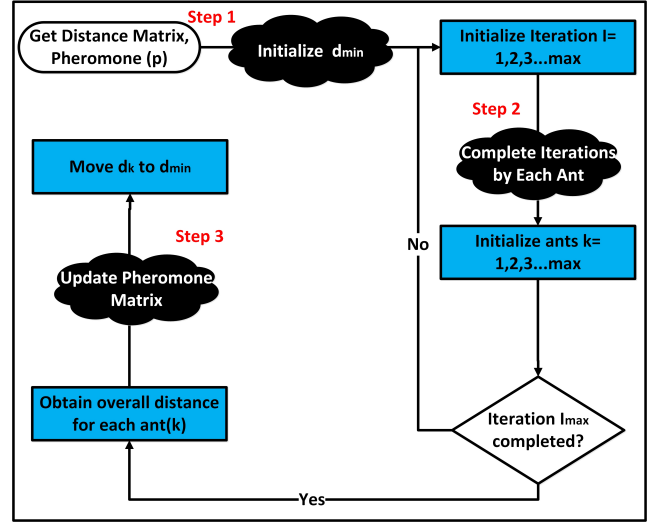 Step 1
Get Distance Matrix,
Pheromone (p)
Initialize dmin
Initialize Iteration I=
1,2,3...max
Step 2
Complete Iterations
by Each Ant
Initialize ants k=
1,2,3...max
No
Iteration Imax
completed?
Yes
Obtain overall distance
for each ant(k)
Update Pheromone
Matrix
Step 3
Move dk to dmin